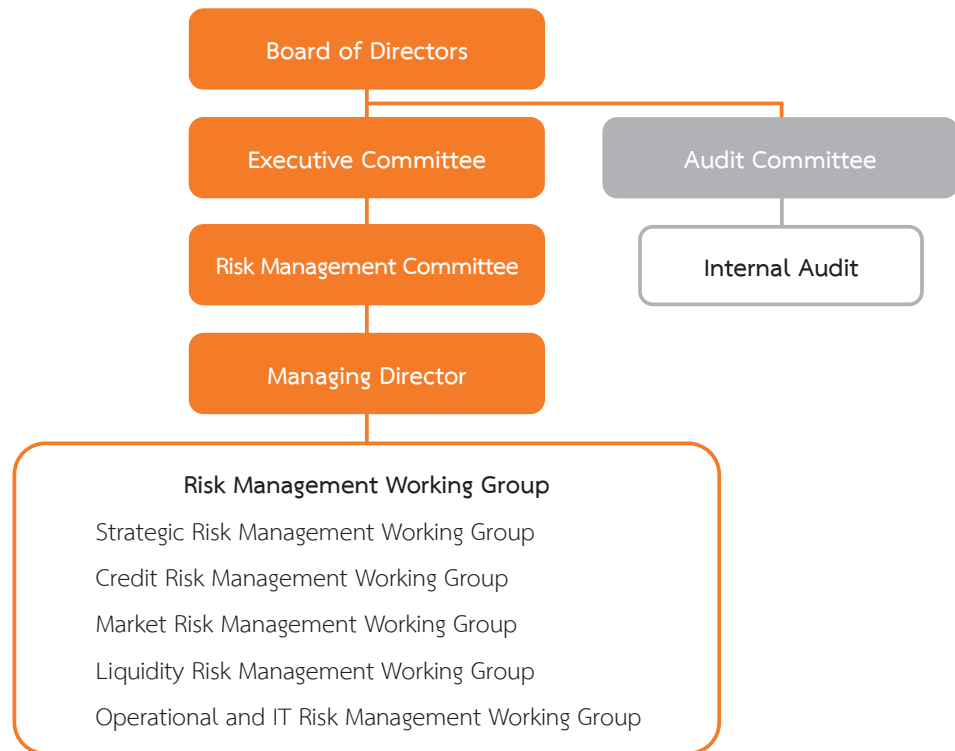 Board of Directors
Executive Committee
Audit Committee
Risk Management Committee
Internal Audit
Managing Director
Risk Management Working Group
Strategic Risk Management Working Group
Credit Risk Management Working Group
Market Risk Management Working Group
Liquidity Risk Management Working Group
Operational and IT Risk Management Working Group